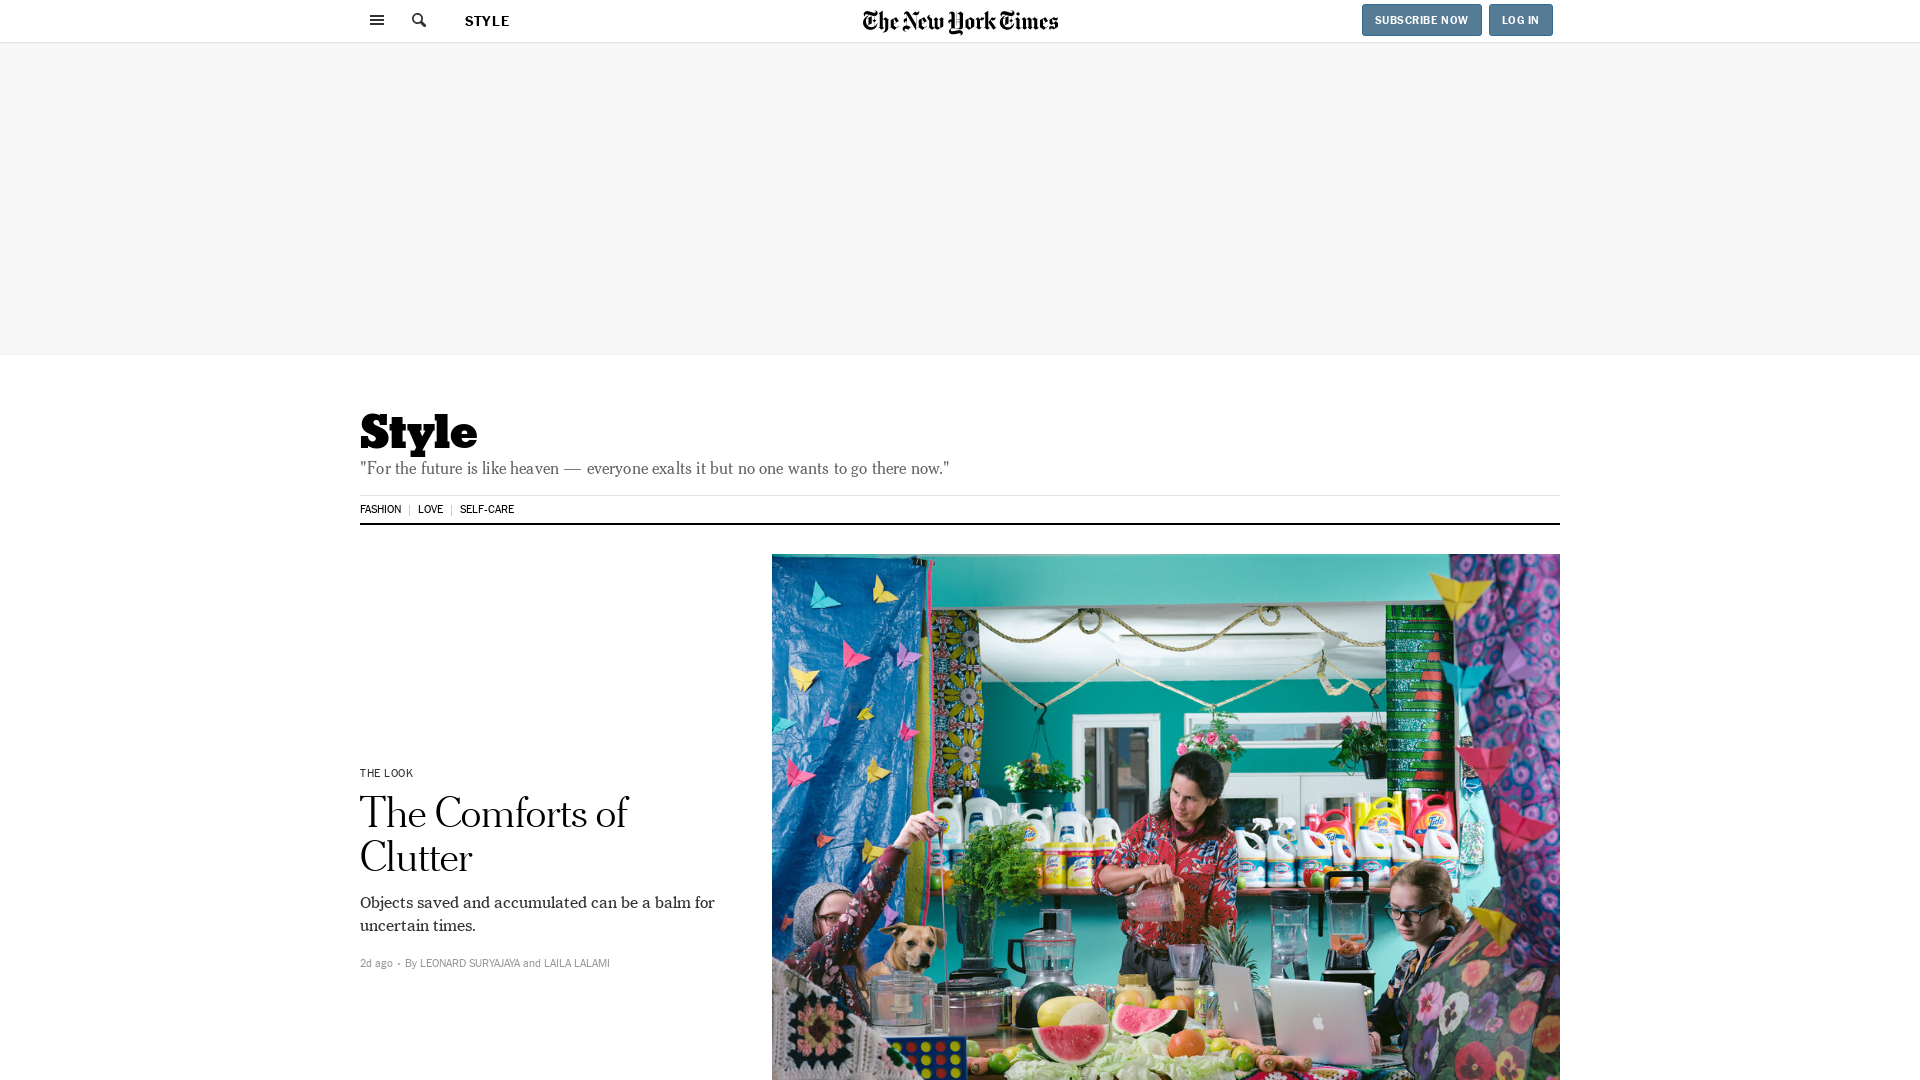 STYLE
The New York Times
SUBSCRIBE NOW
LOG IN
Style
"For the future is like heaven — everyone exalts it but no one wants to go there now."
FASHION
LOVE
SELF-CARE
THE LOOK
The Comforts of
Clutter
Objects saved and accumulated can be a balm for
uncertain times.
2d ago • By LEONARD SURYAJAYA and LAILA LALAMI
Tide
Tide